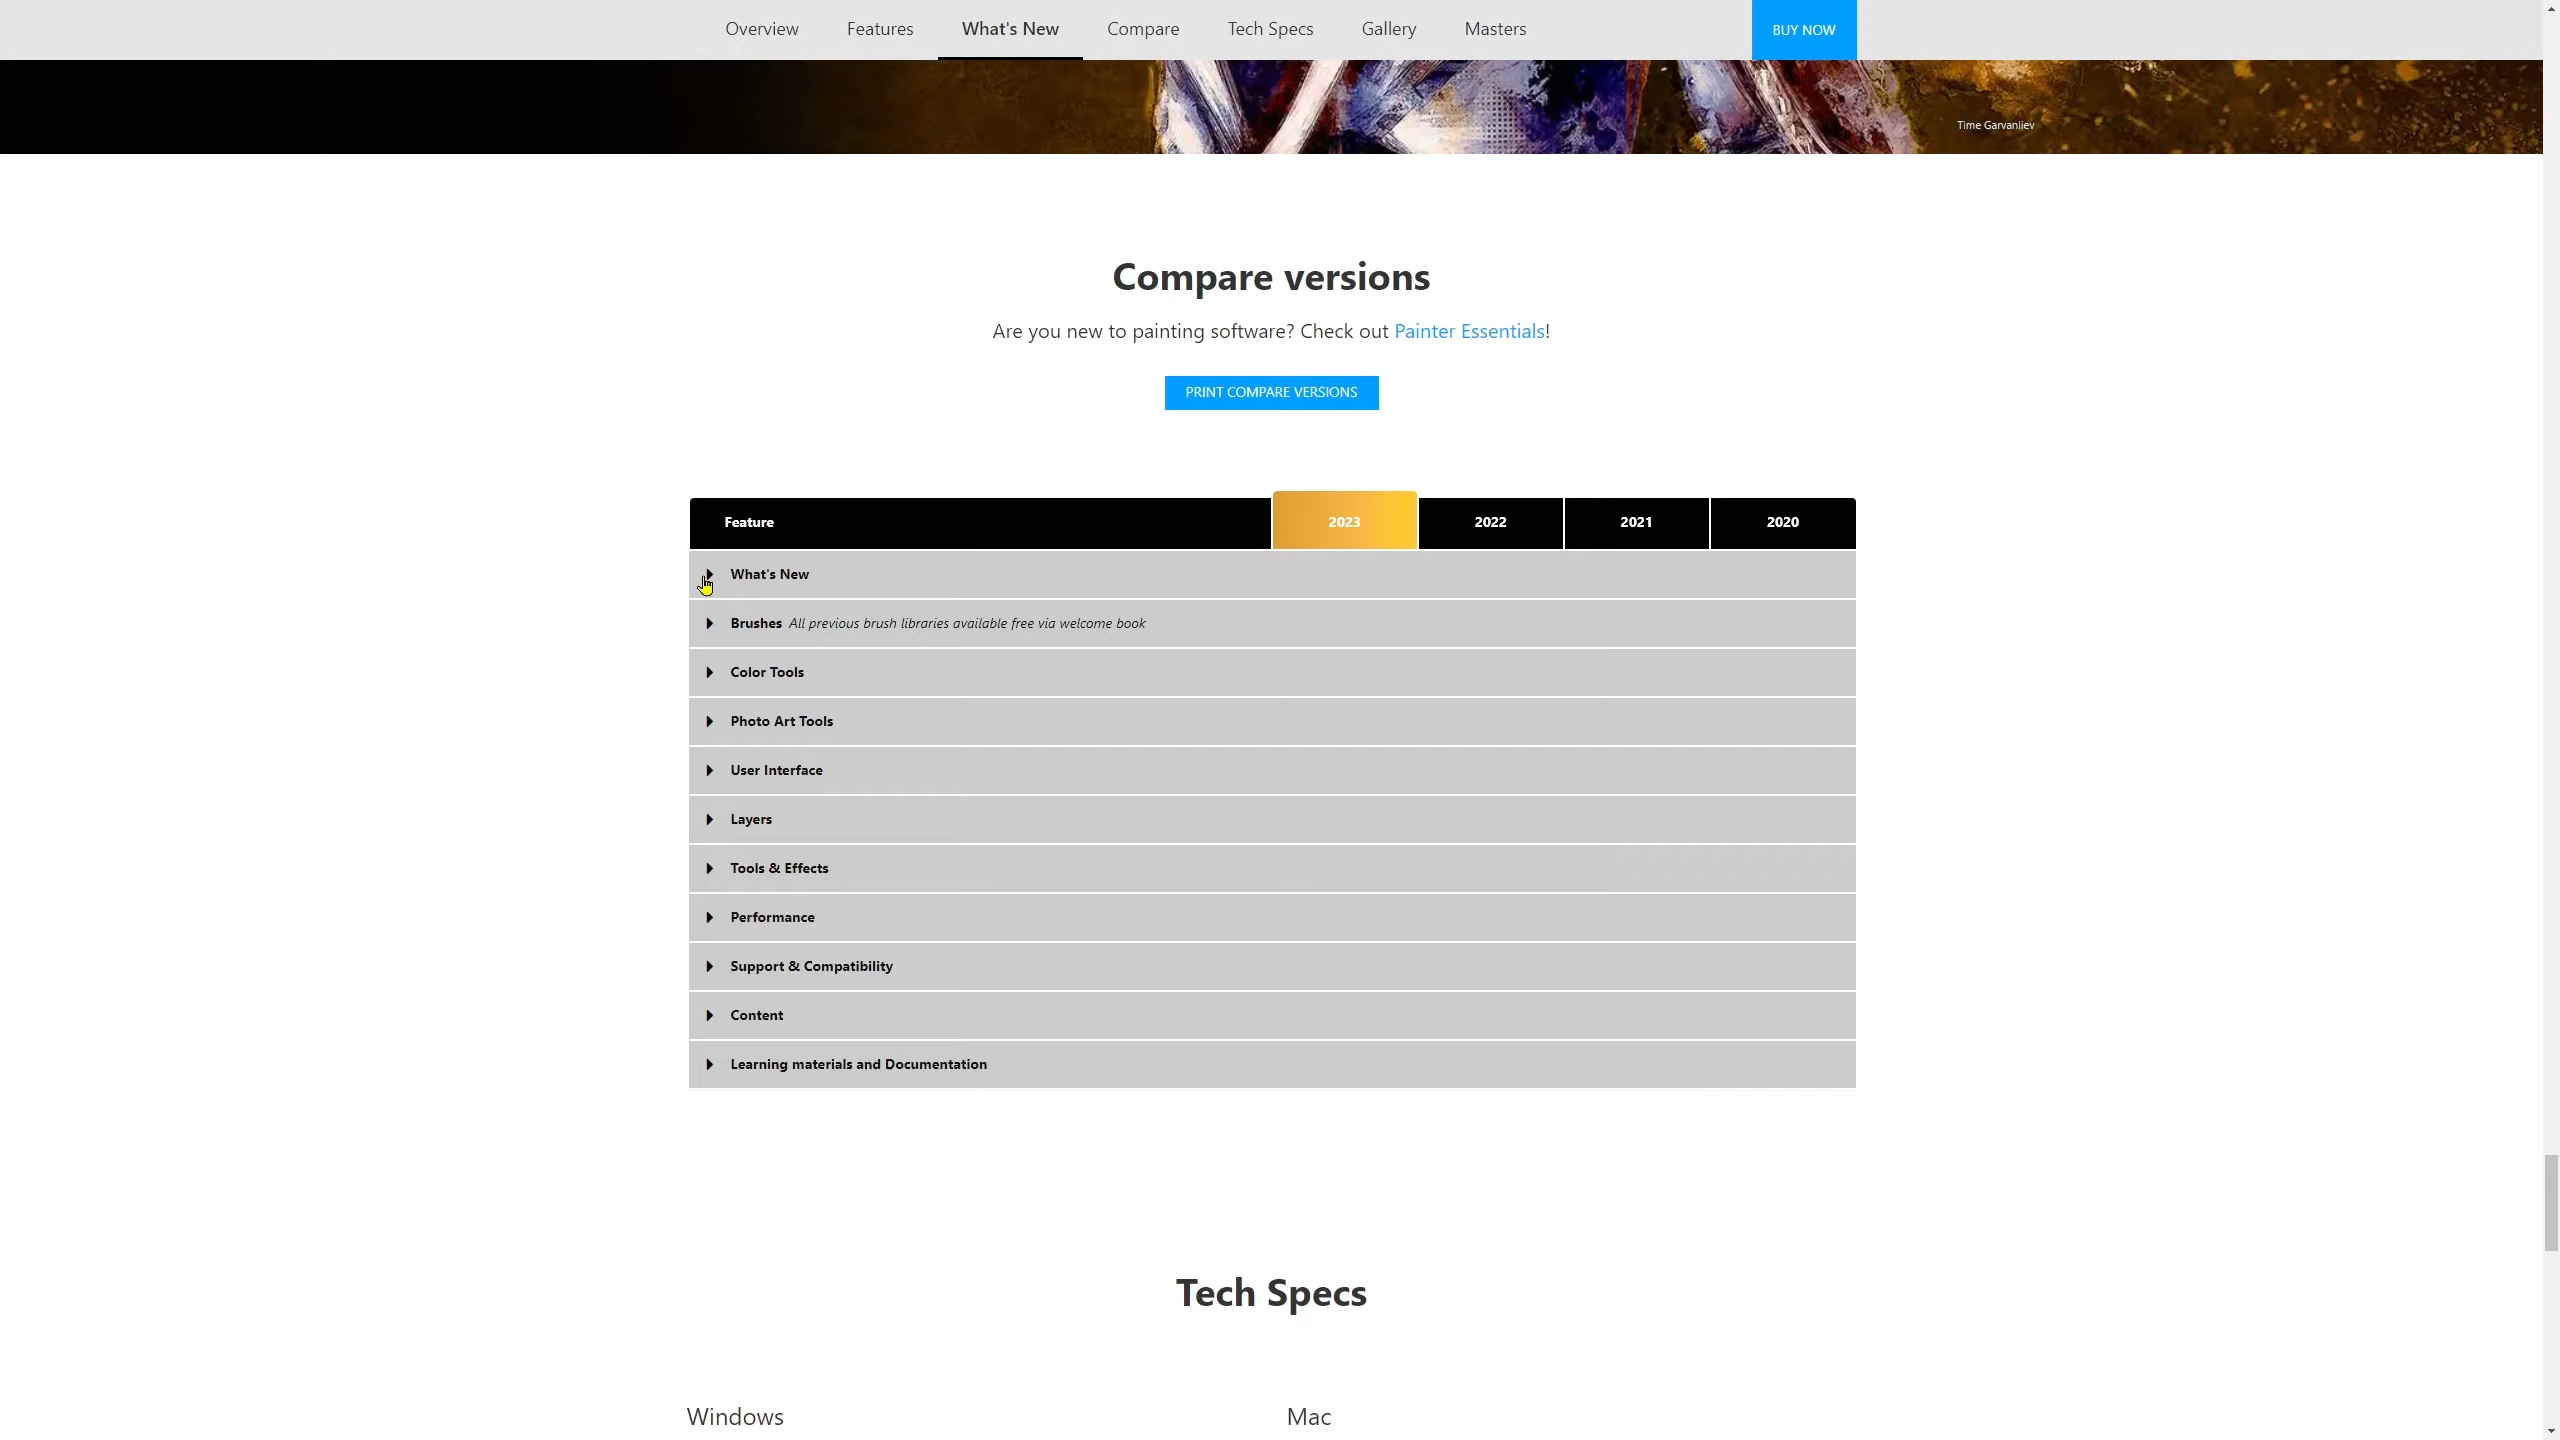 Overview Features What's New Compare Tech Specs Gallery Masters BUY NOW
Time Garvanliev
Compare versions
Are you new to painting software? Check out Painter Essentials!
PRINT COMPARE VERSIONS
Feature 2023 2022 2021 2020
What's New
Brushes All previous brush libraries available free via welcome book
Color Tools
Photo Art Tools
User Interface
Layers
Tools & Effects
Performance
Support & Compatibility
Content
Learning materials and Documentation
Tech Specs
Windows Mac